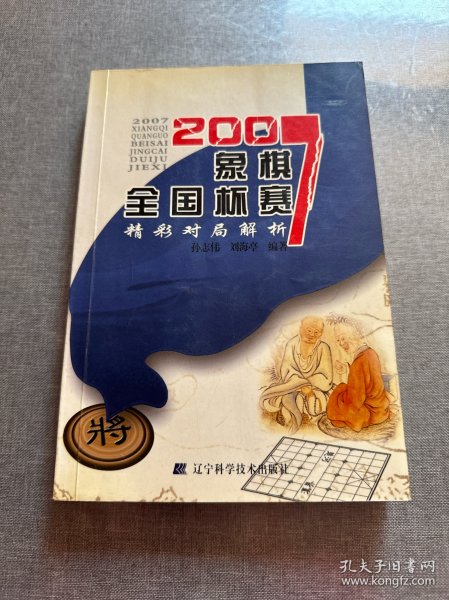 2007
XIANGQI
QUANGUO
BEISAI
JINGCAI
DUIJU
JIEXI
2007
象棋
全国杯赛
精彩对局解析
孙志伟 刘海亭 编著
將
辽宁科学技术出版社
孔夫子旧书网
www.kongfz.com